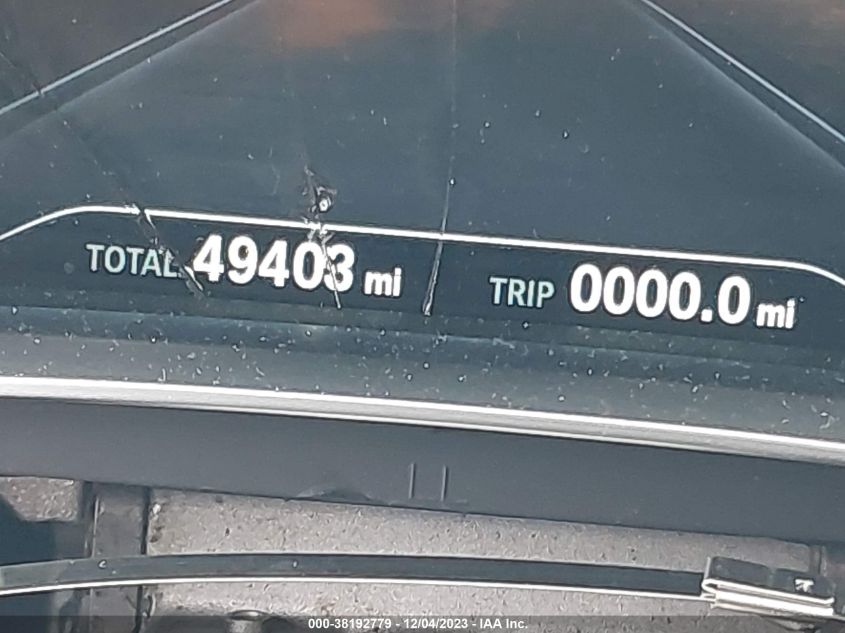 TOTAL 49403 mi TRIP 0000.0 mi
000-38192779 - 12/04/2023 - IAA Inc.